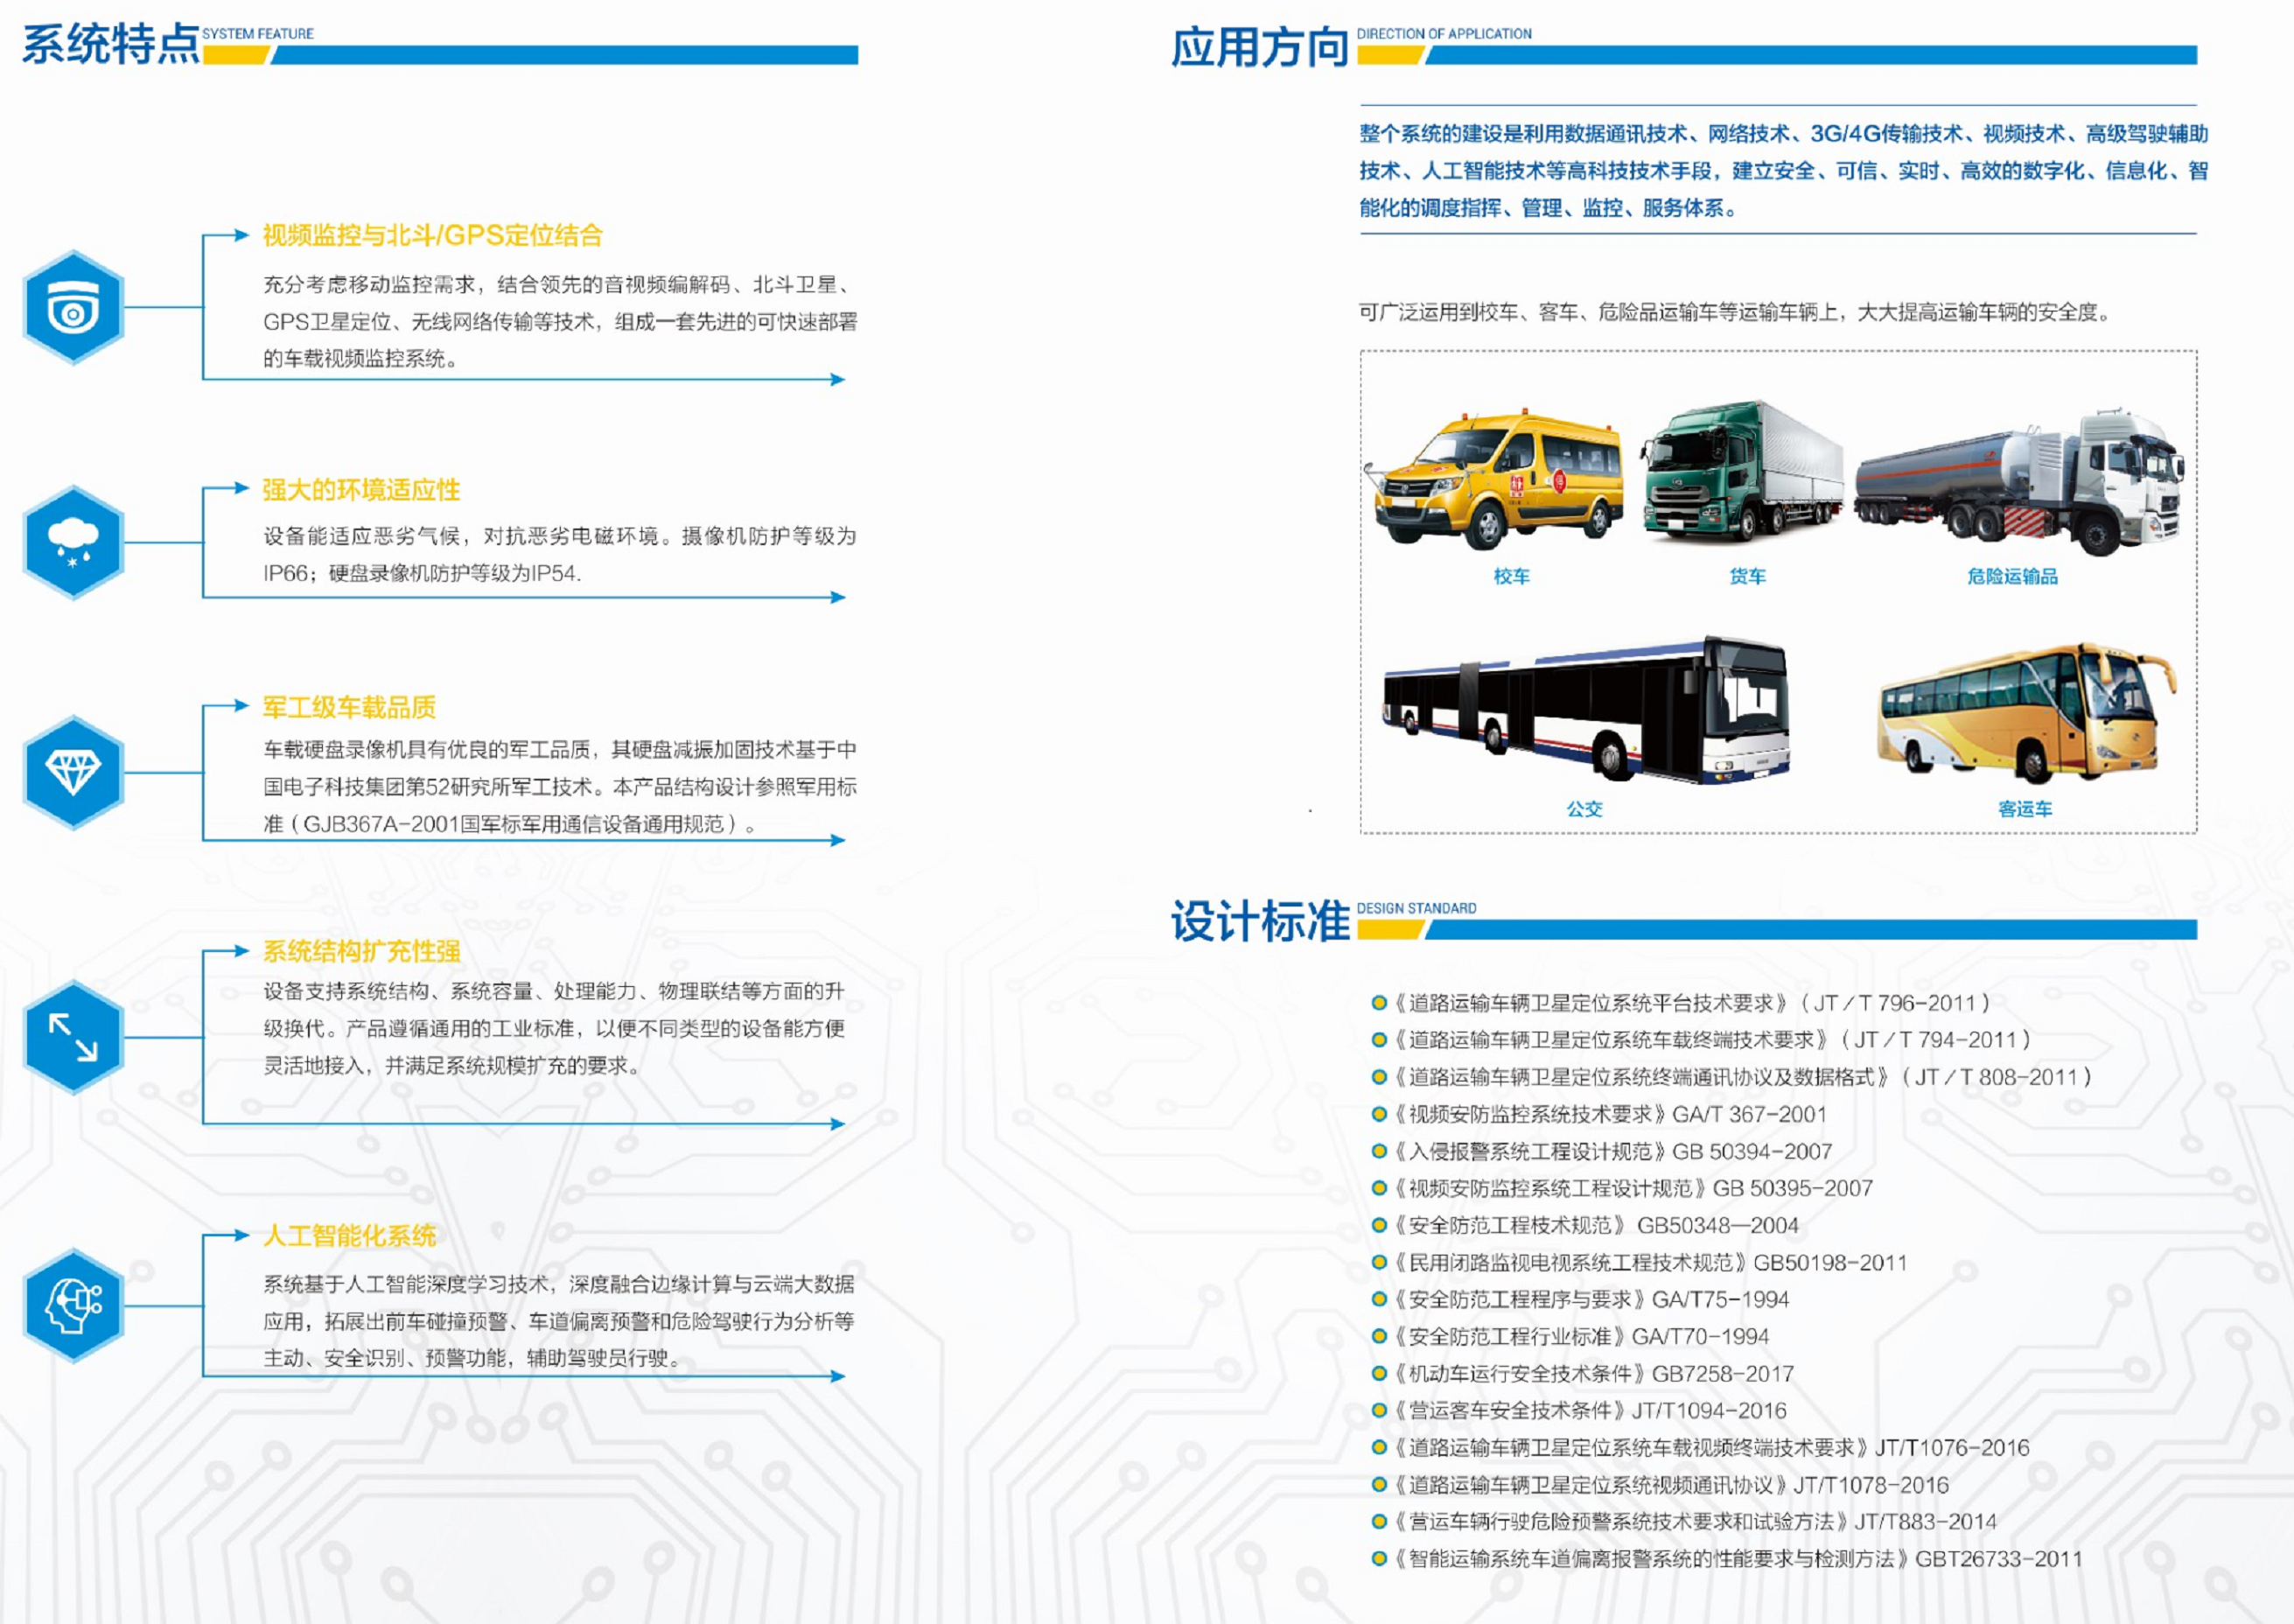 系统特点
SYSTEM FEATURE
视频监控与北斗/GPS定位结合
充分考虑移动监控需求，结合领先的音视频编解码、北斗卫星、
GPS卫星定位、无线网络传输等技术，组成一套先进的可快速部署
的车载视频监控系统。
强大的环境适应性
设备能适应恶劣气候，对抗恶劣电磁环境。摄像机防护等级为
IP66；硬盘录像机防护等级为IP54.
军工级车载品质
车载硬盘录像机具有优良的军工品质，其硬盘减振加固技术基于中
国电子科技集团第52研究所军工技术。本产品结构设计参照军用标
准（GJB367A-2001国军标军用通信设备通用规范）。
系统结构扩充性强
设备支持系统结构、系统容量、处理能力、物理联结等方面的升
级换代。产品遵循通用的工业标准，以便不同类型的设备能方便
灵活地接入，并满足系统规模扩充的要求。
人工智能化系统
系统基于人工智能深度学习技术，深度融合边缘计算与云端大数据
应用，拓展出前车碰撞预警、车道偏离预警和危险驾驶行为分析等
主动、安全识别、预警功能，辅助驾驶员行驶。
应用方向
DIRECTION OF APPLICATION
整个系统的建设是利用数据通讯技术、网络技术、3G/4G传输技术、视频技术、高级驾驶辅助
技术、人工智能技术等高科技技术手段，建立安全、可信、实时、高效的数字化、信息化、智
能化的调度指挥、管理、监控、服务体系。
可广泛运用到校车、客车、危险品运输车等运输车辆上，大大提高运输车辆的安全度。
停
校车
货车
危险运输品
公交
客运车
设计标准
DESIGN STANDARD
《道路运输车辆卫星定位系统平台技术要求》（JT／T 796-2011）
《道路运输车辆卫星定位系统车载终端技术要求》（JT／T 794-2011）
《道路运输车辆卫星定位系统终端通讯协议及数据格式》（JT／T 808-2011）
《视频安防监控系统技术要求》GA/T 367-2001
《入侵报警系统工程设计规范》GB 50394-2007
《视频安防监控系统工程设计规范》GB 50395-2007
《安全防范工程枝术规范》 GB50348—2004
《民用闭路监视电视系统工程技术规范》GB50198-2011
《安全防范工程程序与要求》GA/T75-1994
《安全防范工程行业标准》GA/T70-1994
《机动车运行安全技术条件》GB7258-2017
《营运客车安全技术条件》JT/T1094-2016
《道路运输车辆卫星定位系统车载视频终端技术要求》JT/T1076-2016
《道路运输车辆卫星定位系统视频通讯协议》JT/T1078-2016
《营运车辆行驶危险预警系统技术要求和试验方法》JT/T883-2014
《智能运输系统车道偏离报警系统的性能要求与检测方法》GBT26733-2011